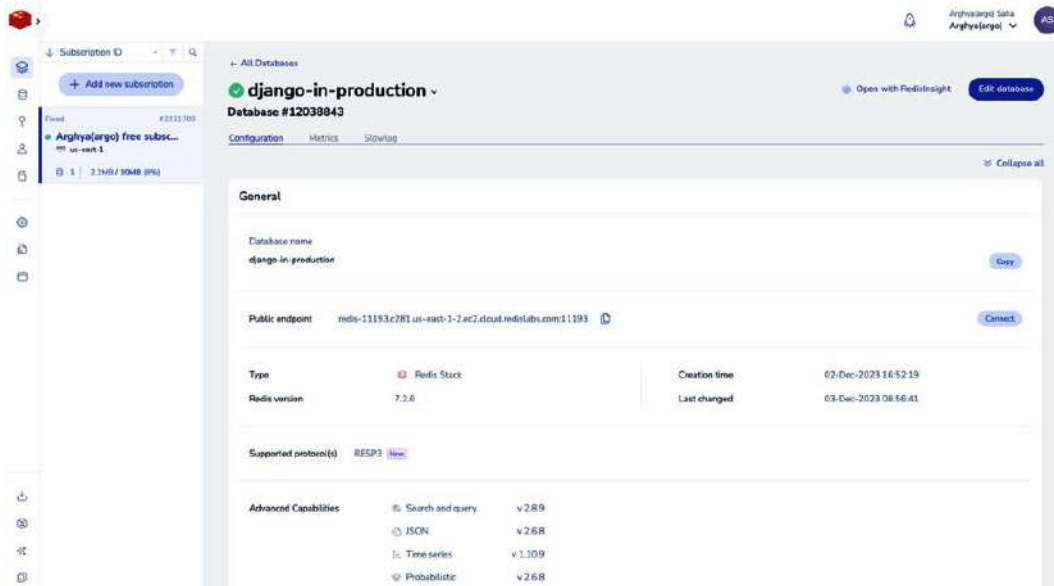 Arghya(argo) Saha
Arghya(argo)
AS
Subscription ID
+ Add new subscription
Fixed
Arghya(argo) free subsc...
us-east-1
1
2.2MB / 30MB (8%)
← All Databases
django-in-production
Database #12038843
Open with RedisInsight
Edit database
Configuration Metrics Slowlog
Collapse all
General
Database name
django-in-production
Copy
Public endpoint redis-11193.c281.us-east-1-2.ec2.cloud.redislabs.com:11193
Connect
Type Redis Stack Creation time 02-Dec-2023 16:52:19
Redis version 7.2.0 Last changed 03-Dec-2023 08:56:41
Supported protocol(s) RESP3 New
Advanced Capabilities Search and query v 2.8.9
JSON v 2.6.8
Time series v 1.10.9
Probabilistic v 2.6.8